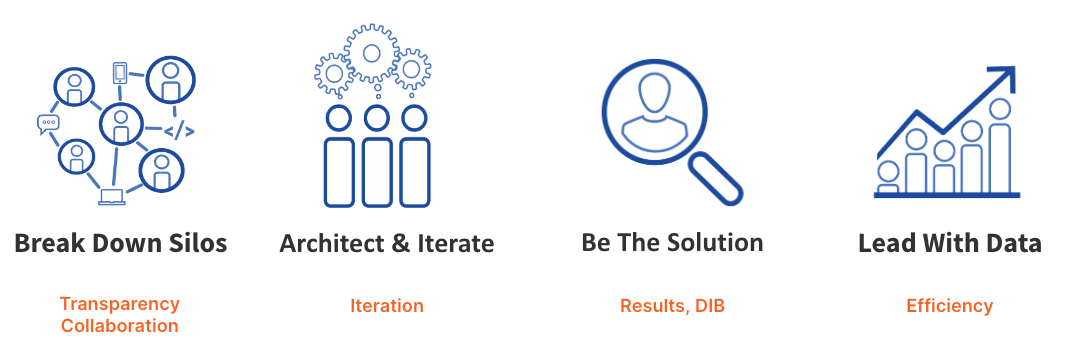 </>
Break Down Silos
Architect & Iterate
Be The Solution
Lead With Data
Transparency
Collaboration
Iteration
Results, DIB
Efficiency